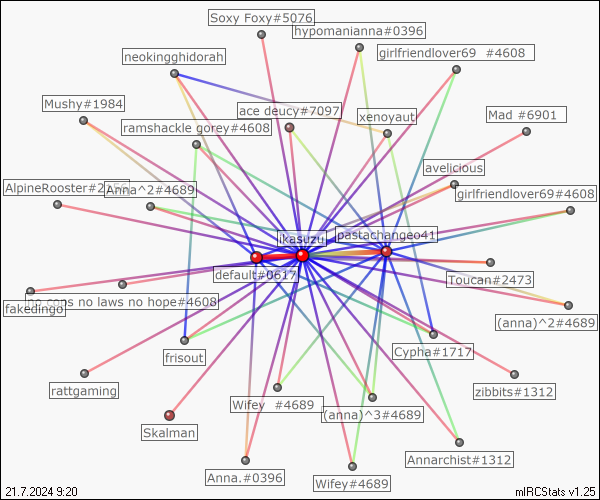 Soxy Foxy#5076
hypomanianna#0396
neokingghidorah
girlfriendlover69 #4608
Mushy#1984
ace deucy#7097
xenoyaut
Mad #6901
ramshackle gorey#4608
avelicious
Anna^2#4689
girlfriendlover69#4608
ikasuzu
pastachangeo41
default#0617
Toucan#2473
no cops no laws no hope#4608
fakedingo
(anna)^2#4689
frisout
Cypha#1717
rattgaming
zibbits#1312
Wifey #4689
(anna)^3#4689
Skalman
Annarchist#1312
Anna.#0396
Wifey#4689
21.7.2024 9:20
mIRCStats v1.25